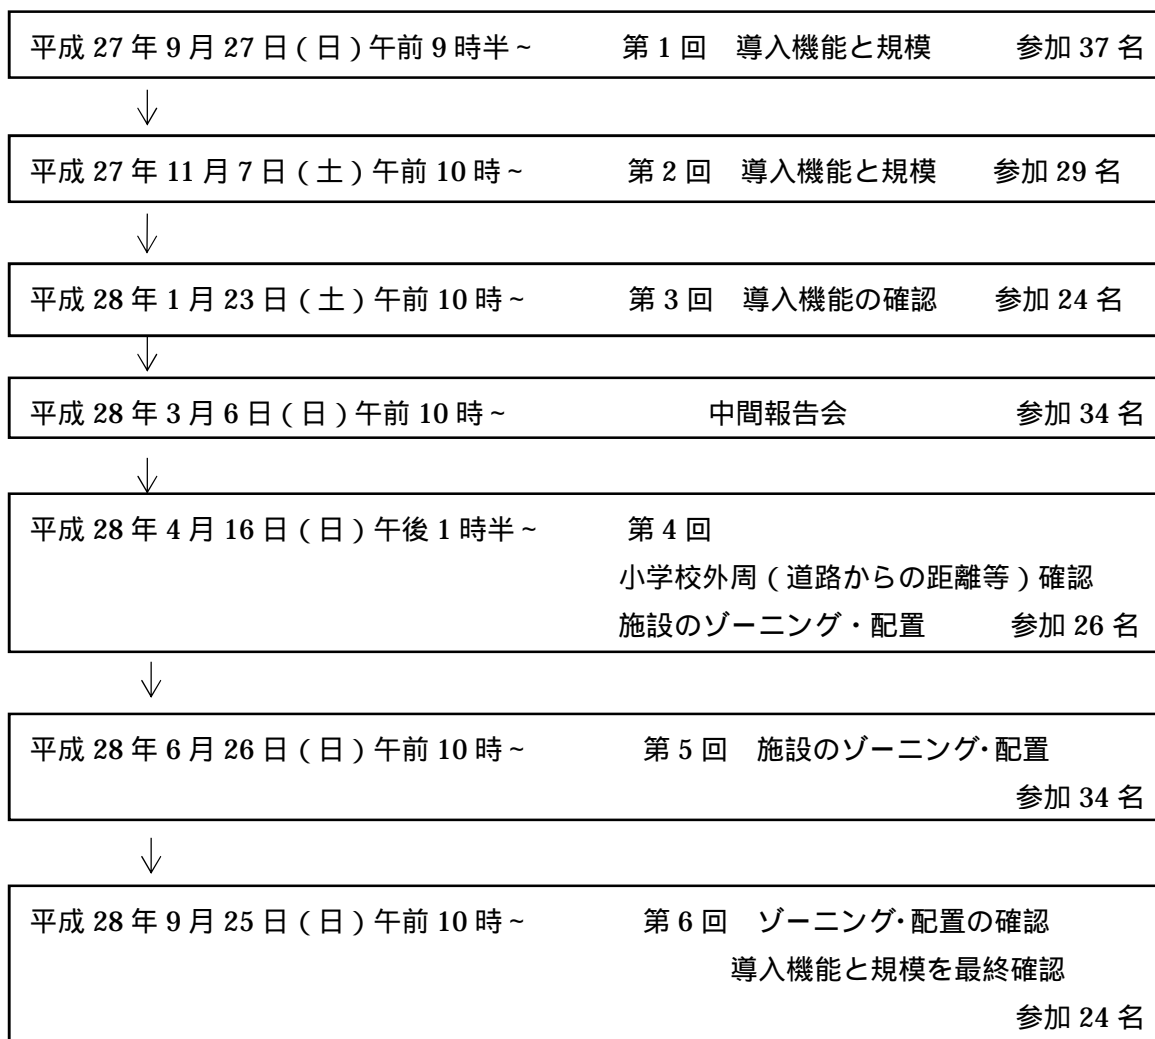 平成 27 年 9 月 27 日(日)午前 9 時半~ 第 1 回 導入機能と規模 参加 37 名
平成 27 年 11 月 7 日(土)午前 10 時~ 第 2 回 導入機能と規模 参加 29 名
平成 28 年 1 月 23 日(土)午前 10 時~ 第 3 回 導入機能の確認 参加 24 名
平成 28 年 3 月 6 日(日)午前 10 時~ 中間報告会 参加 34 名
平成 28 年 4 月 16 日(日)午後 1 時半~ 第 4 回
小学校外周(道路からの距離等)確認
施設のゾーニング・配置 参加 26 名
平成 28 年 6 月 26 日(日)午前 10 時~ 第 5 回 施設のゾーニング・配置
参加 34 名
平成 28 年 9 月 25 日(日)午前 10 時~ 第 6 回 ゾーニング・配置の確認
導入機能と規模を最終確認
参加 24 名